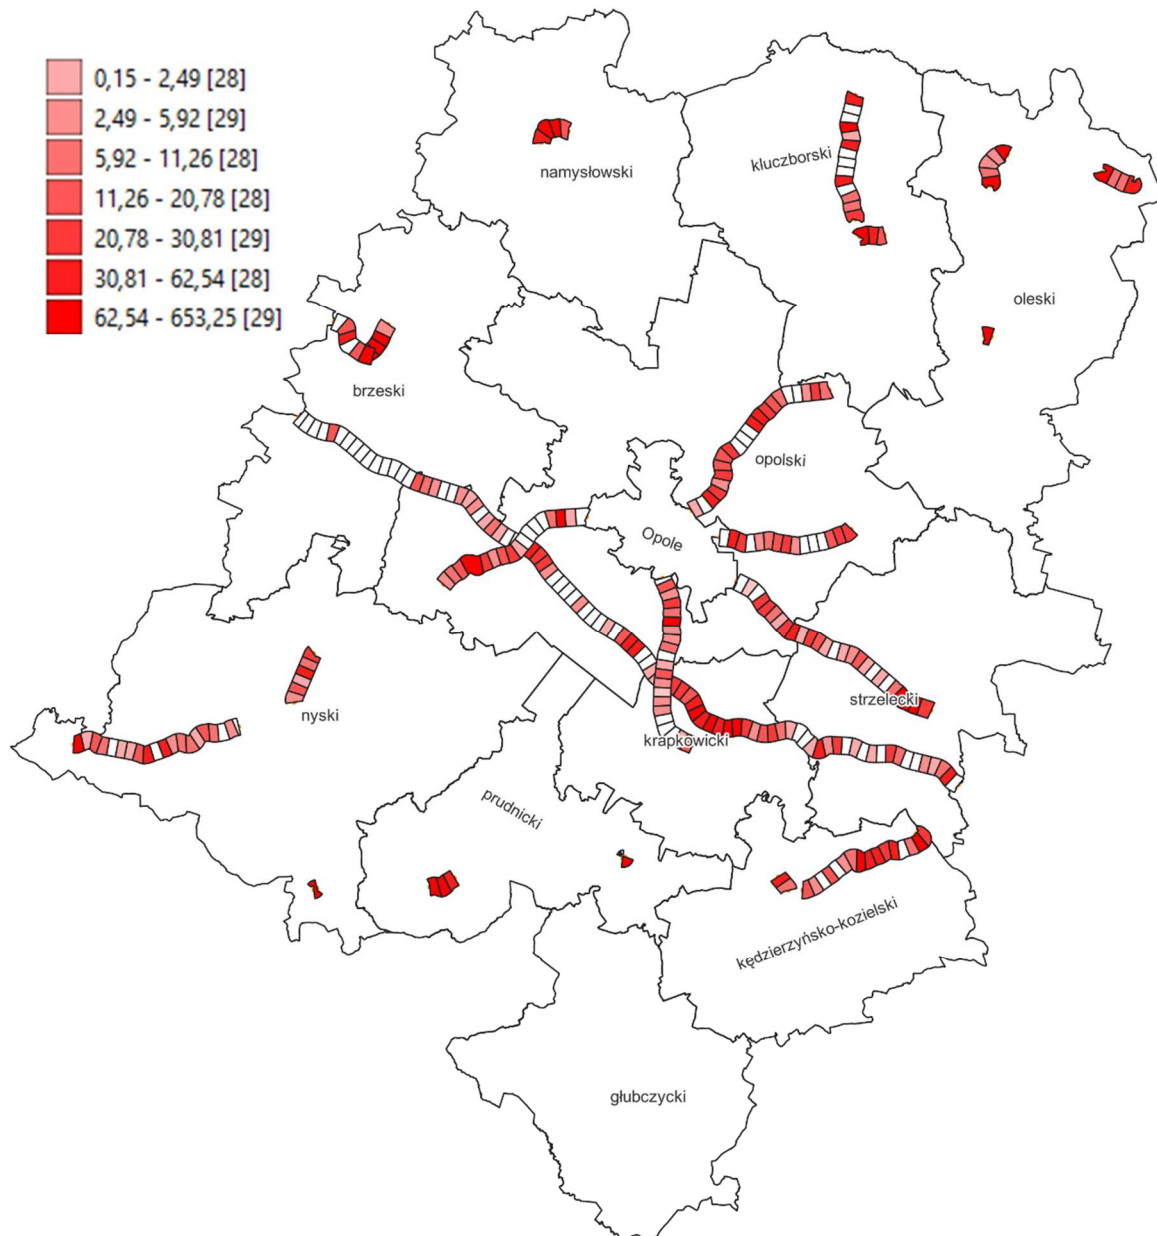 0,15 - 2,49 [28]
2,49 - 5,92 [29]
5,92 - 11,26 [28]
11,26 - 20,78 [28]
20,78 - 30,81 [29]
30,81 - 62,54 [28]
62,54 - 653,25 [29]
namysłowski
kluczborski
oleski
brzeski
opolski
Opole
strzelecki
nyski
krapkowicki
prudnicki
kędzierzyńsko-kozielski
głubczycki